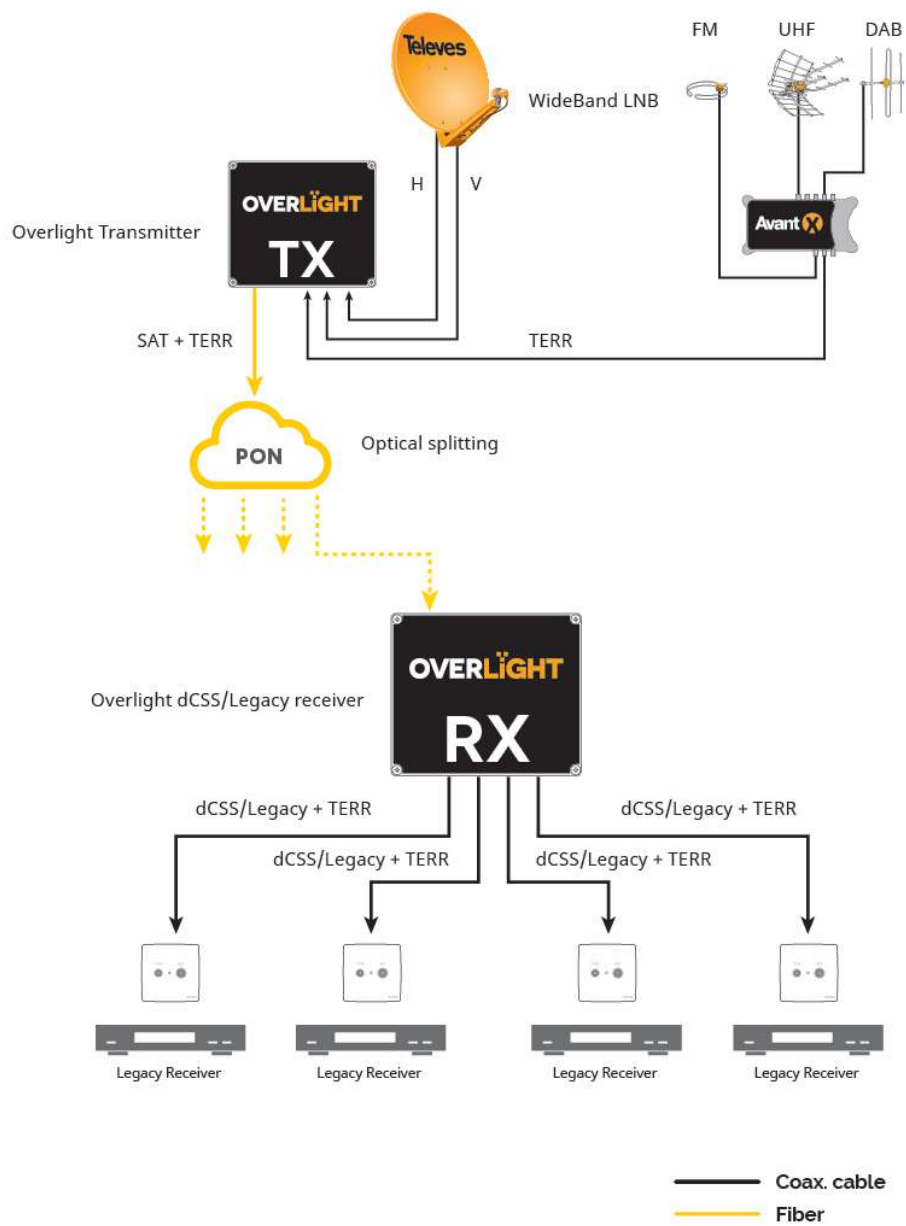 FM
UHF
DAB
Televes
WideBand LNB
H
V
OVERLÏGHT
TX
Overlight Transmitter
Avant X
SAT + TERR
TERR
PON
Optical splitting
OVERLÏGHT
RX
Overlight dCSS/Legacy receiver
dCSS/Legacy + TERR
dCSS/Legacy + TERR
dCSS/Legacy + TERR
dCSS/Legacy + TERR
Legacy Receiver
Legacy Receiver
Legacy Receiver
Legacy Receiver
Coax. cable
Fiber